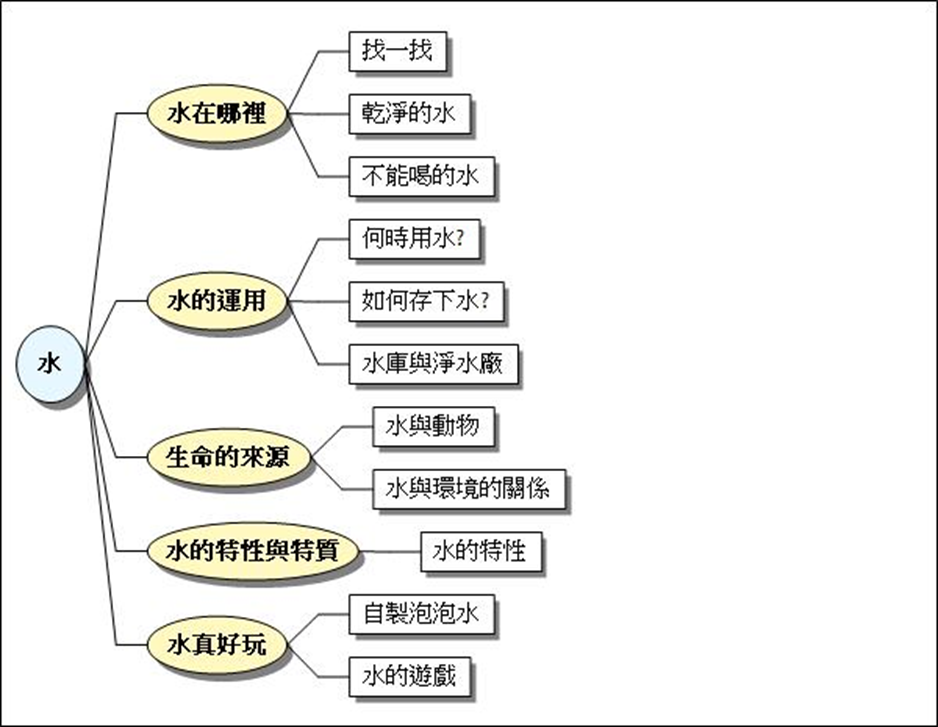 水
水在哪裡
找一找
乾淨的水
不能喝的水
水的運用
何時用水?
如何存下水?
水庫與淨水廠
生命的來源
水與動物
水與環境的關係
水的特性與特質
水的特性
水真好玩
自製泡泡水
水的遊戲